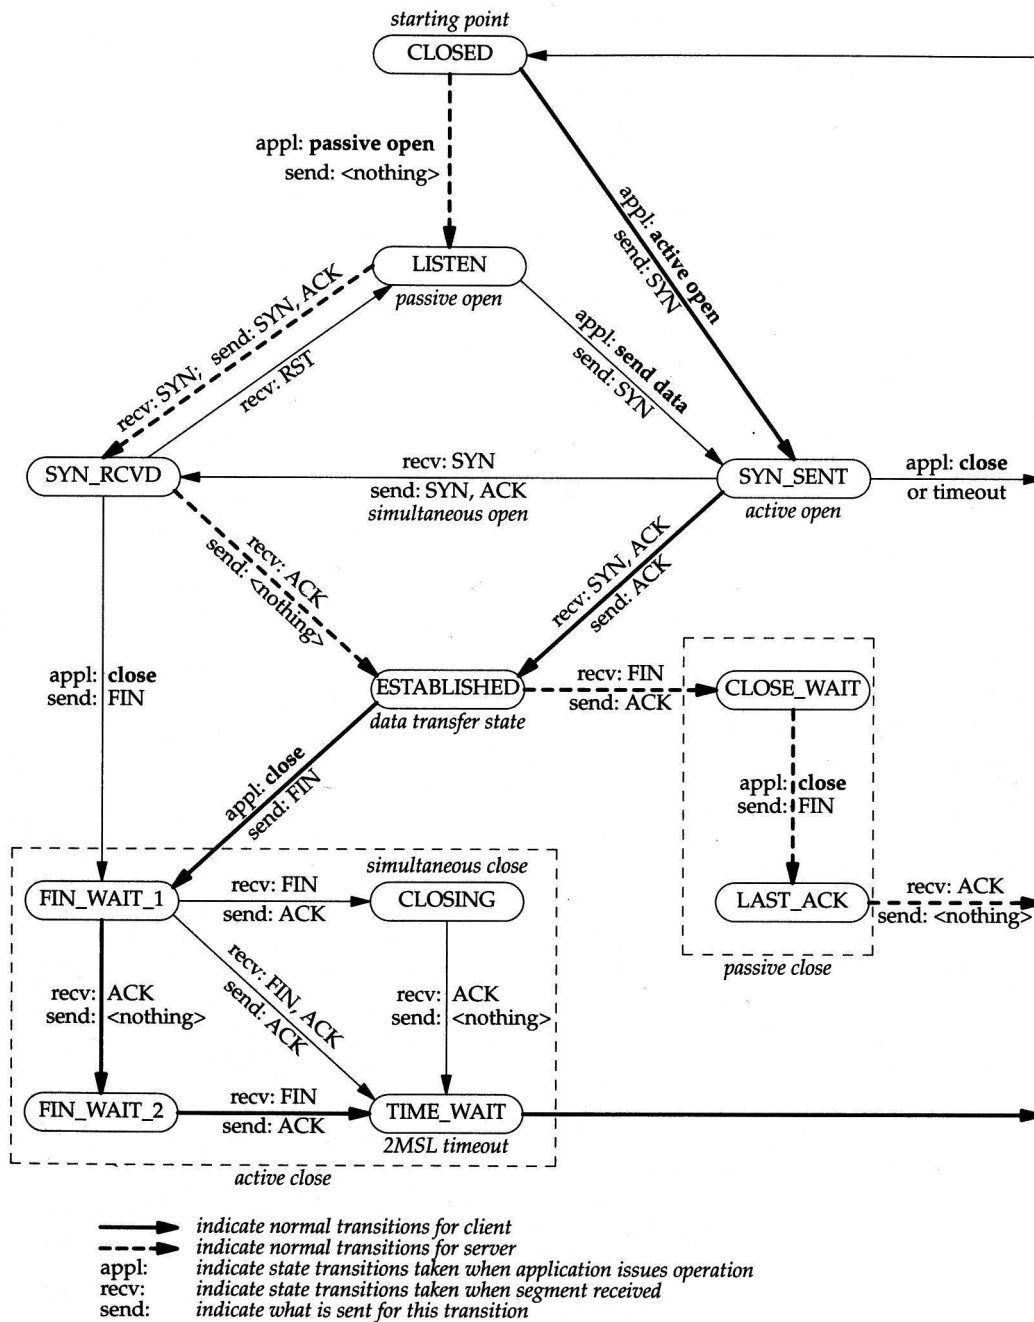 starting point
CLOSED
appl: passive open
send: <nothing>
appl: active open
send: SYN
LISTEN
passive open
recv: SYN; send: SYN, ACK
recv: RST
appl: send data
send: SYN
SYN_RCVD
recv: SYN
send: SYN, ACK
simultaneous open
SYN_SENT
active open
appl: close
or timeout
recv: ACK
send: <nothing>
recv: SYN, ACK
send: ACK
appl: close
send: FIN
ESTABLISHED
data transfer state
recv: FIN
send: ACK
CLOSE_WAIT
appl: close
send: FIN
appl: close
send: FIN
simultaneous close
FIN_WAIT_1
recv: FIN
send: ACK
CLOSING
LAST_ACK
recv: ACK
send: <nothing>
passive close
recv: ACK
send: <nothing>
recv: FIN, ACK
send: ACK
recv: ACK
send: <nothing>
FIN_WAIT_2
recv: FIN
send: ACK
TIME_WAIT
2MSL timeout
active close
indicate normal transitions for client
indicate normal transitions for server
appl: indicate state transitions taken when application issues operation
recv: indicate state transitions taken when segment received
send: indicate what is sent for this transition